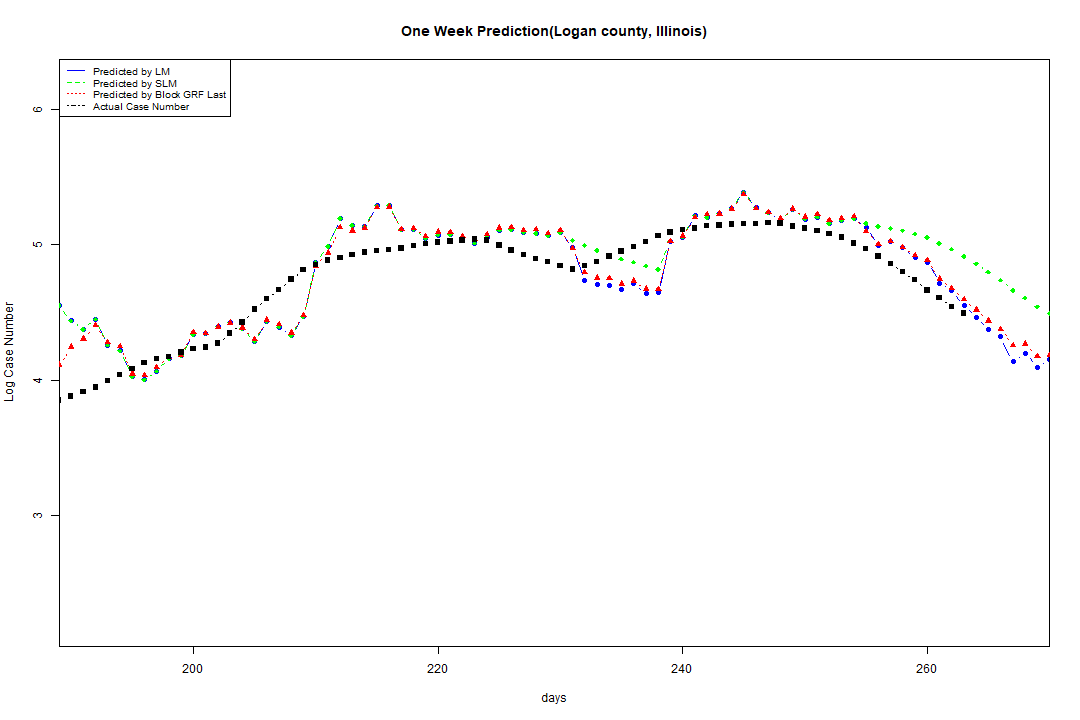 One Week Prediction(Logan county, Illinois)
Predicted by LM
Predicted by SLM
Predicted by Block GRF Last
Actual Case Number
6
5
4
3
Log Case Number
200 220 240 260
days